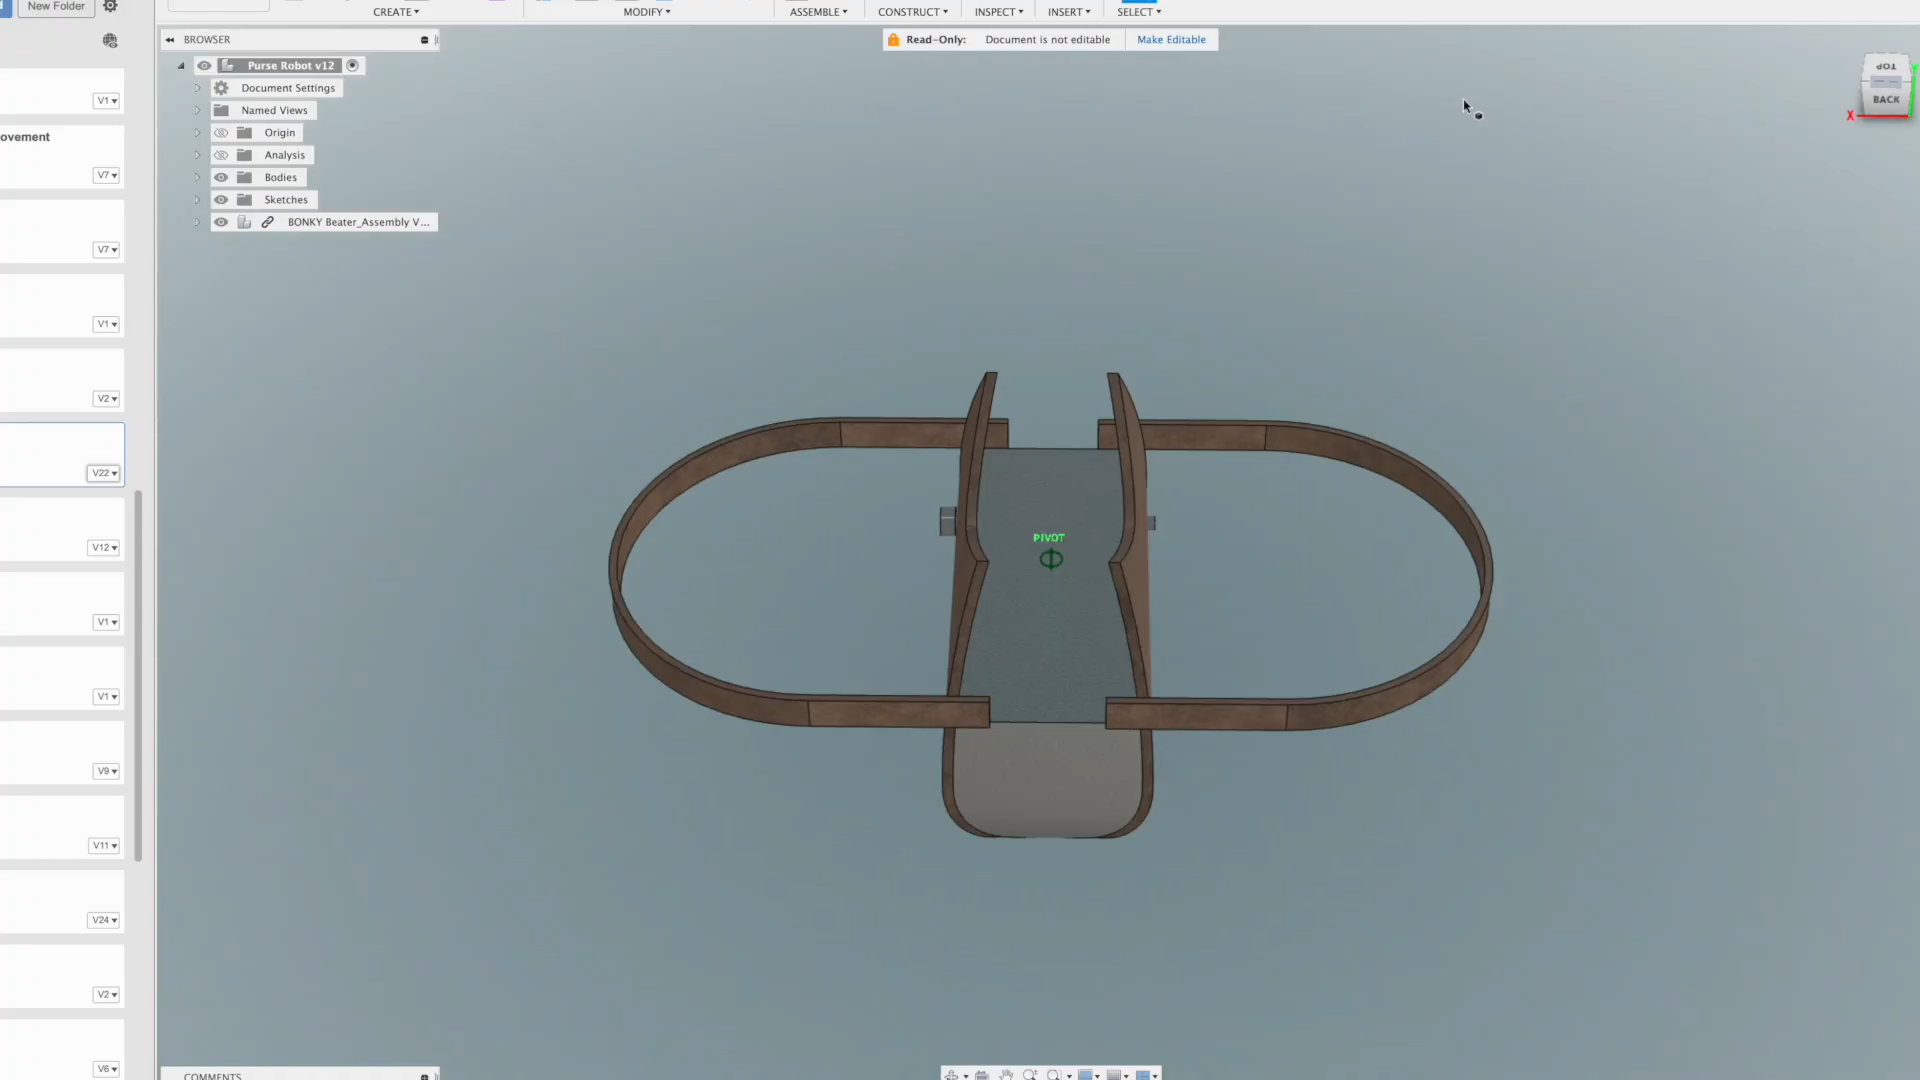 New Folder
CREATE
MODIFY
ASSEMBLE
CONSTRUCT
INSPECT
INSERT
SELECT
BROWSER
Read-Only: Document is not editable Make Editable
Purse Robot v12
Document Settings
Named Views
Origin
Analysis
Bodies
Sketches
BONKY Beater_Assembly V...
TOP
BACK
X
V1
ovement
V7
V7
V1
V2
V22
V12
V1
V1
V9
V11
V24
V2
V6
PIVOT
COMMENTS